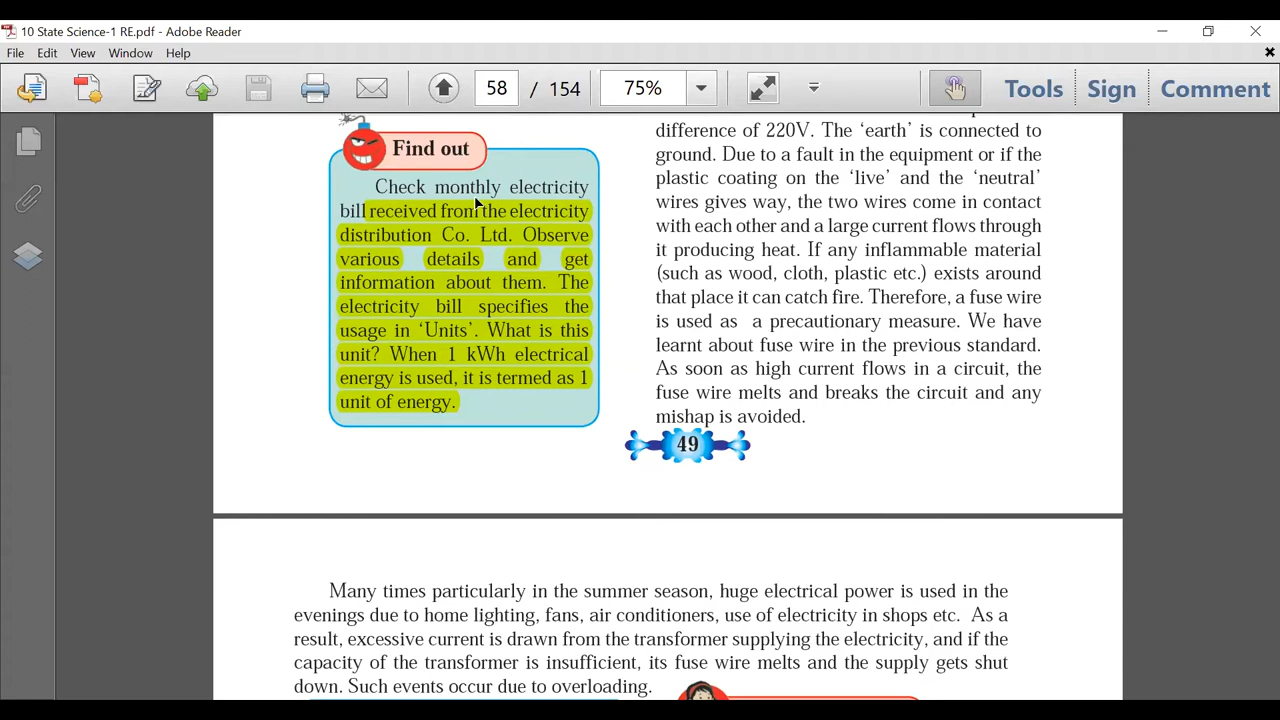 10 State Science-1 RE.pdf - Adobe Reader
File Edit View Window Help
58 / 154 75% Tools Sign Comment
Find out
Check monthly electricity
bill received from the electricity
distribution Co. Ltd. Observe
various details and get
information about them. The
electricity bill specifies the
usage in ‘Units’. What is this
unit? When 1 kWh electrical
energy is used, it is termed as 1
unit of energy.
difference of 220V. The ‘earth’ is connected to
ground. Due to a fault in the equipment or if the
plastic coating on the ‘live’ and the ‘neutral’
wires gives way, the two wires come in contact
with each other and a large current flows through
it producing heat. If any inflammable material
(such as wood, cloth, plastic etc.) exists around
that place it can catch fire. Therefore, a fuse wire
is used as a precautionary measure. We have
learnt about fuse wire in the previous standard.
As soon as high current flows in a circuit, the
fuse wire melts and breaks the circuit and any
mishap is avoided.
49
Many times particularly in the summer season, huge electrical power is used in the
evenings due to home lighting, fans, air conditioners, use of electricity in shops etc. As a
result, excessive current is drawn from the transformer supplying the electricity, and if the
capacity of the transformer is insufficient, its fuse wire melts and the supply gets shut
down. Such events occur due to overloading.